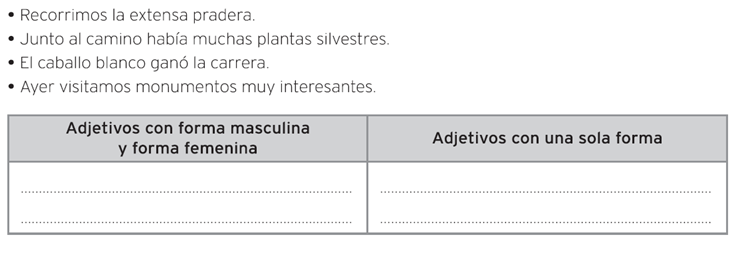 • Recorrimos la extensa pradera.
• Junto al camino había muchas plantas silvestres.
• El caballo blanco ganó la carrera.
• Ayer visitamos monumentos muy interesantes.
Adjetivos con forma masculina
y forma femenina
Adjetivos con una sola forma